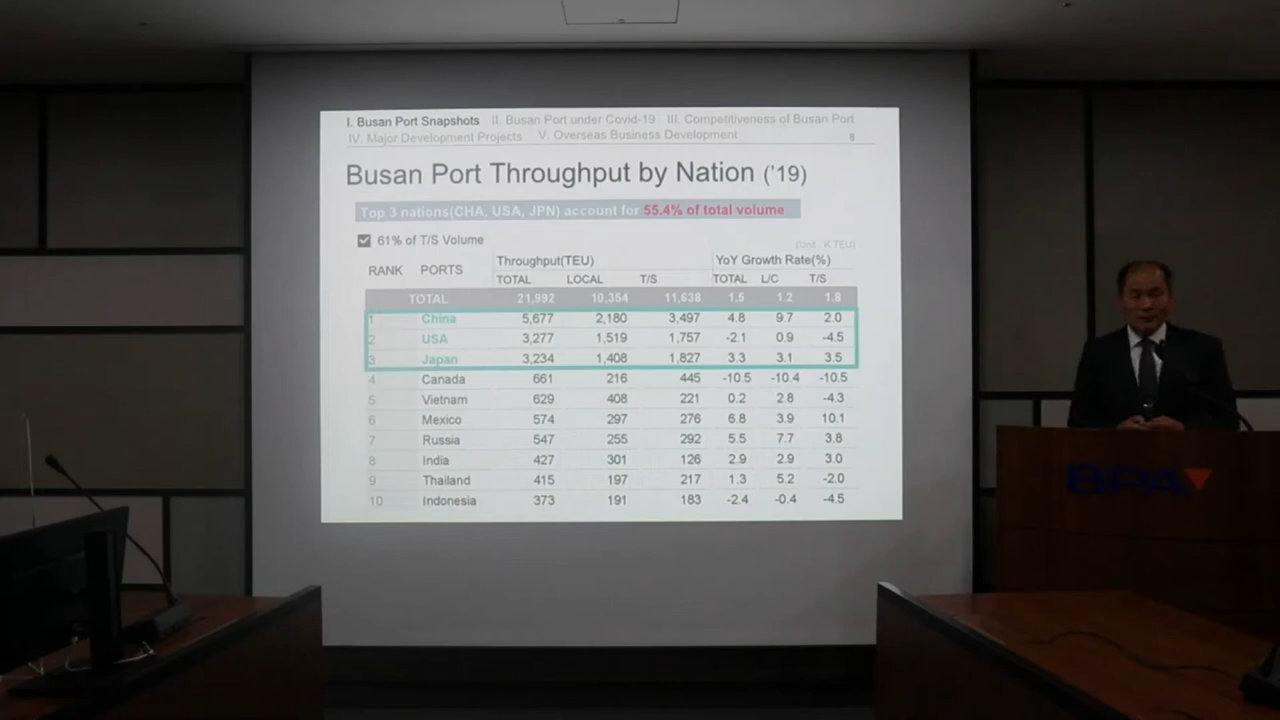 I. Busan Port Snapshots II. Busan Port under Covid-19 III. Competitiveness of Busan Port
IV. Major Development Projects V. Overseas Business Development 8
Busan Port Throughput by Nation ('19)
Top 3 nations(CHA, USA, JPN) account for 55.4% of total volume
61% of T/S Volume
(Unit: K TEU)
RANK PORTS Throughput(TEU) YoY Growth Rate(%)
TOTAL LOCAL T/S TOTAL L/C T/S
TOTAL 21,992 10,354 11,638 1.5 1.2 1.8
1 China 5,677 2,180 3,497 4.8 9.7 2.0
2 USA 3,277 1,519 1,757 -2.1 0.9 -4.5
3 Japan 3,234 1,408 1,827 3.3 3.1 3.5
4 Canada 661 216 445 -10.5 -10.4 -10.5
5 Vietnam 629 408 221 0.2 2.8 -4.3
6 Mexico 574 297 276 6.8 3.9 10.1
7 Russia 547 255 292 5.5 7.7 3.8
8 India 427 301 126 2.9 2.9 3.0
9 Thailand 415 197 217 1.3 5.2 -2.0
10 Indonesia 373 191 183 -2.4 -0.4 -4.5
BPA